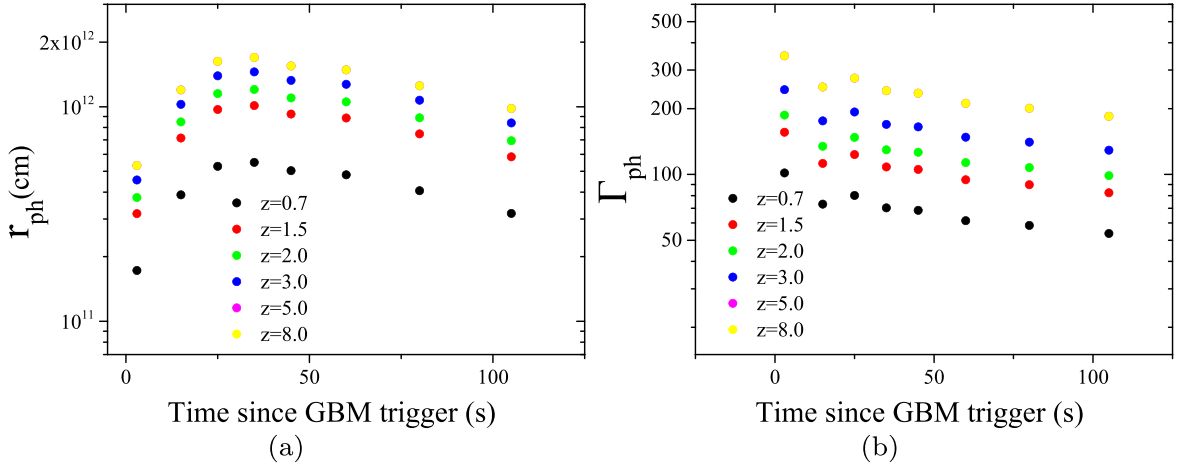 2x10¹²
10¹²
10¹¹
r_ph(cm)
z=0.7
z=1.5
z=2.0
z=3.0
z=5.0
z=8.0
0
50
100
Time since GBM trigger (s)
(a)
500
300
200
100
50
Γ_ph
z=0.7
z=1.5
z=2.0
z=3.0
z=5.0
z=8.0
0
50
100
Time since GBM trigger (s)
(b)